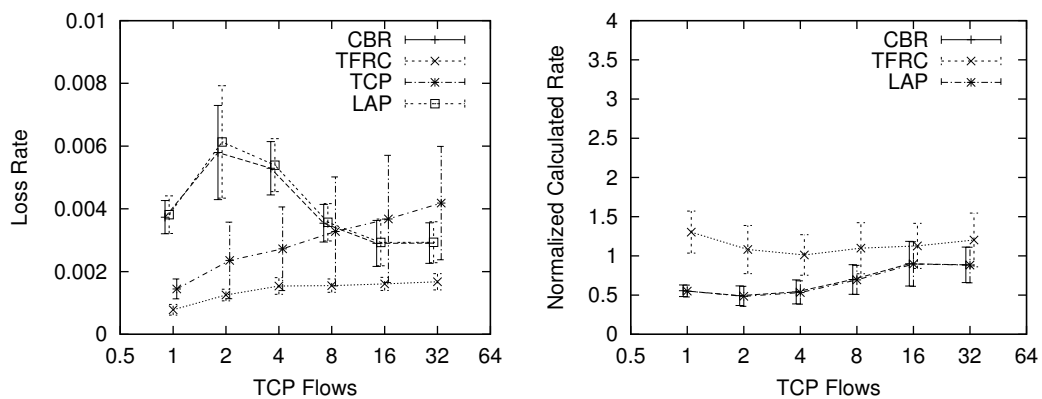 0.01
0.008
0.006
0.004
0.002
0
Loss Rate
CBR
TFRC
TCP
LAP
0.5 1 2 4 8 16 32 64
TCP Flows
4
3.5
3
2.5
2
1.5
1
0.5
0
Normalized Calculated Rate
CBR
TFRC
LAP
0.5 1 2 4 8 16 32 64
TCP Flows